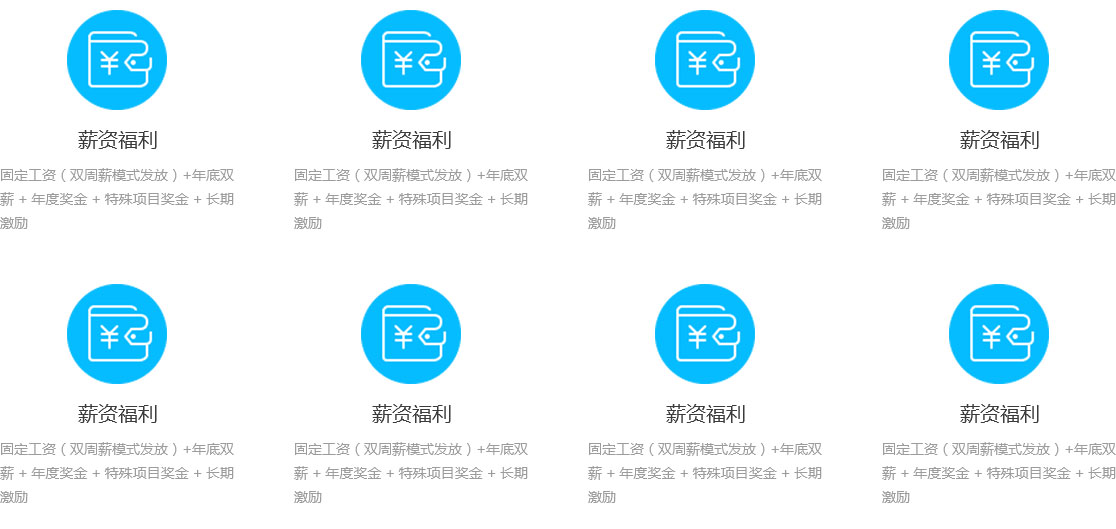 薪资福利
固定工资（双周薪模式发放）+年底双
薪 + 年度奖金 + 特殊项目奖金 + 长期
激励
薪资福利
固定工资（双周薪模式发放）+年底双
薪 + 年度奖金 + 特殊项目奖金 + 长期
激励
薪资福利
固定工资（双周薪模式发放）+年底双
薪 + 年度奖金 + 特殊项目奖金 + 长期
激励
薪资福利
固定工资（双周薪模式发放）+年底双
薪 + 年度奖金 + 特殊项目奖金 + 长期
激励
薪资福利
固定工资（双周薪模式发放）+年底双
薪 + 年度奖金 + 特殊项目奖金 + 长期
激励
薪资福利
固定工资（双周薪模式发放）+年底双
薪 + 年度奖金 + 特殊项目奖金 + 长期
激励
薪资福利
固定工资（双周薪模式发放）+年底双
薪 + 年度奖金 + 特殊项目奖金 + 长期
激励
薪资福利
固定工资（双周薪模式发放）+年底双
薪 + 年度奖金 + 特殊项目奖金 + 长期
激励